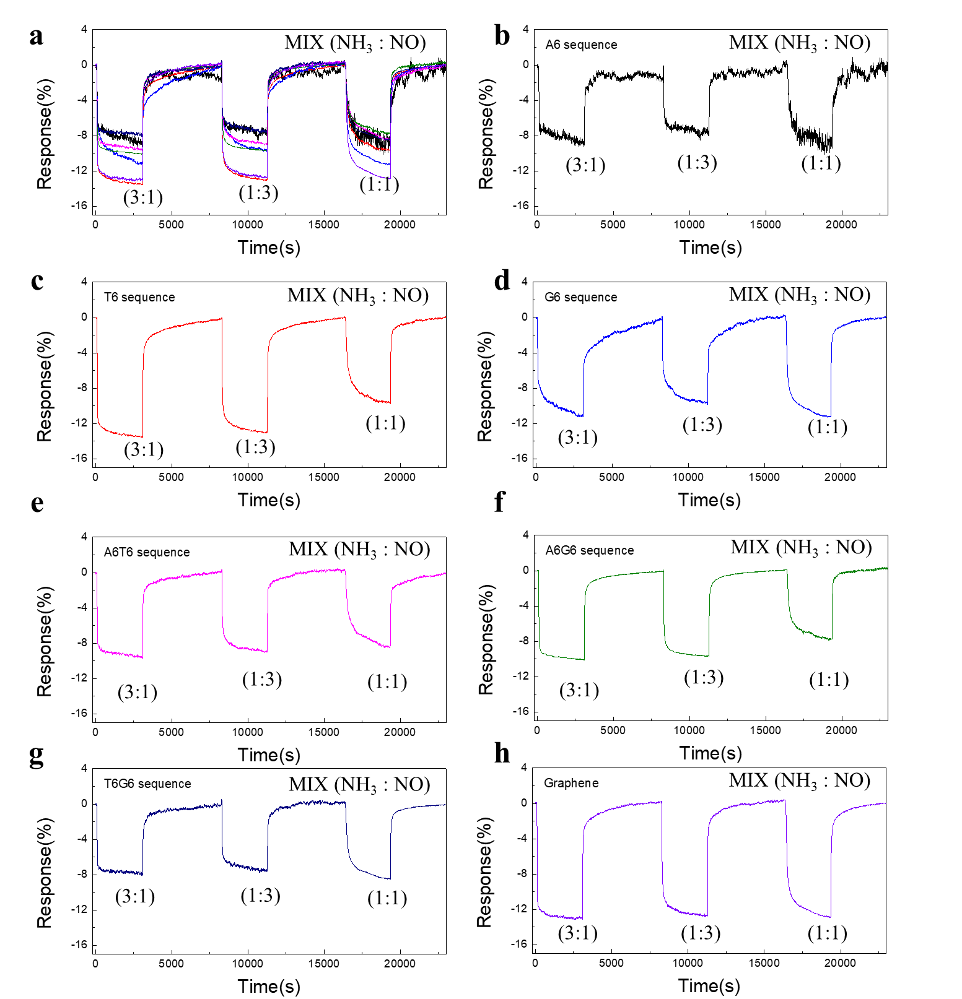 a
4
MIX (NH3 : NO)
0
-4
-8
-12
-16
Response(%)
(3:1)
(1:3)
(1:1)
0 5000 10000 15000 20000
Time(s)
b
4
A6 sequence
MIX (NH3 : NO)
0
-4
-8
-12
-16
Response(%)
(3:1)
(1:3)
(1:1)
0 5000 10000 15000 20000
Time(s)
c
4
T6 sequence
MIX (NH3 : NO)
0
-4
-8
-12
-16
Response(%)
(3:1)
(1:3)
(1:1)
0 5000 10000 15000 20000
Time(s)
d
4
G6 sequence
MIX (NH3 : NO)
0
-4
-8
-12
-16
Response(%)
(3:1)
(1:3)
(1:1)
0 5000 10000 15000 20000
Time(s)
e
4
A6T6 sequence
MIX (NH3 : NO)
0
-4
-8
-12
-16
Response(%)
(3:1)
(1:3)
(1:1)
0 5000 10000 15000 20000
Time(s)
f
4
A6G6 sequence
MIX (NH3 : NO)
0
-4
-8
-12
-16
Response(%)
(3:1)
(1:3)
(1:1)
0 5000 10000 15000 20000
Time(s)
g
4
T6G6 sequence
MIX (NH3 : NO)
0
-4
-8
-12
-16
Response(%)
(3:1)
(1:3)
(1:1)
0 5000 10000 15000 20000
Time(s)
h
4
Graphene
MIX (NH3 : NO)
0
-4
-8
-12
-16
Response(%)
(3:1)
(1:3)
(1:1)
0 5000 10000 15000 20000
Time(s)